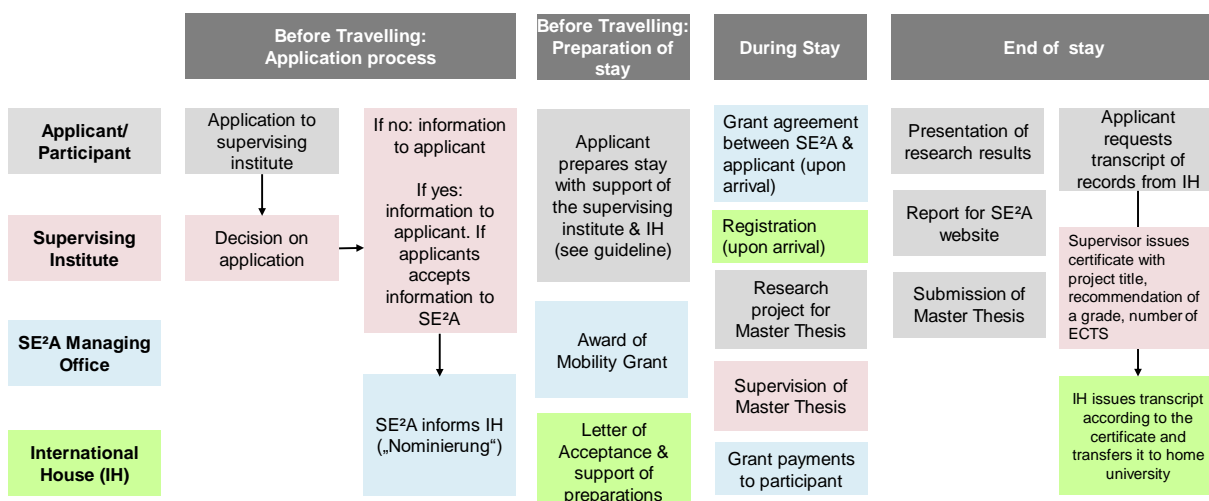 Before Travelling:
Application process
Before Travelling:
Preparation of
stay
During Stay
End of stay
Applicant/
Participant
Supervising
Institute
SE²A Managing
Office
International
House (IH)
Application to
supervising
institute
Decision on
application
If no: information
to applicant
If yes:
information to
applicant. If
applicants
accepts
information to
SE²A
SE²A informs IH
(„Nominierung“)
Applicant
prepares stay
with support of
the supervising
institute & IH
(see guideline)
Award of
Mobility Grant
Letter of
Acceptance &
support of
preparations
Grant agreement
between SE²A &
applicant (upon
arrival)
Registration
(upon arrival)
Research
project for
Master Thesis
Supervision of
Master Thesis
Grant payments
to participant
Presentation of
research results
Report for SE²A
website
Submission of
Master Thesis
Applicant
requests
transcript of
records from IH
Supervisor issues
certificate with
project title,
recommendation of
a grade, number of
ECTS
IH issues transcript
according to the
certificate and
transfers it to home
university